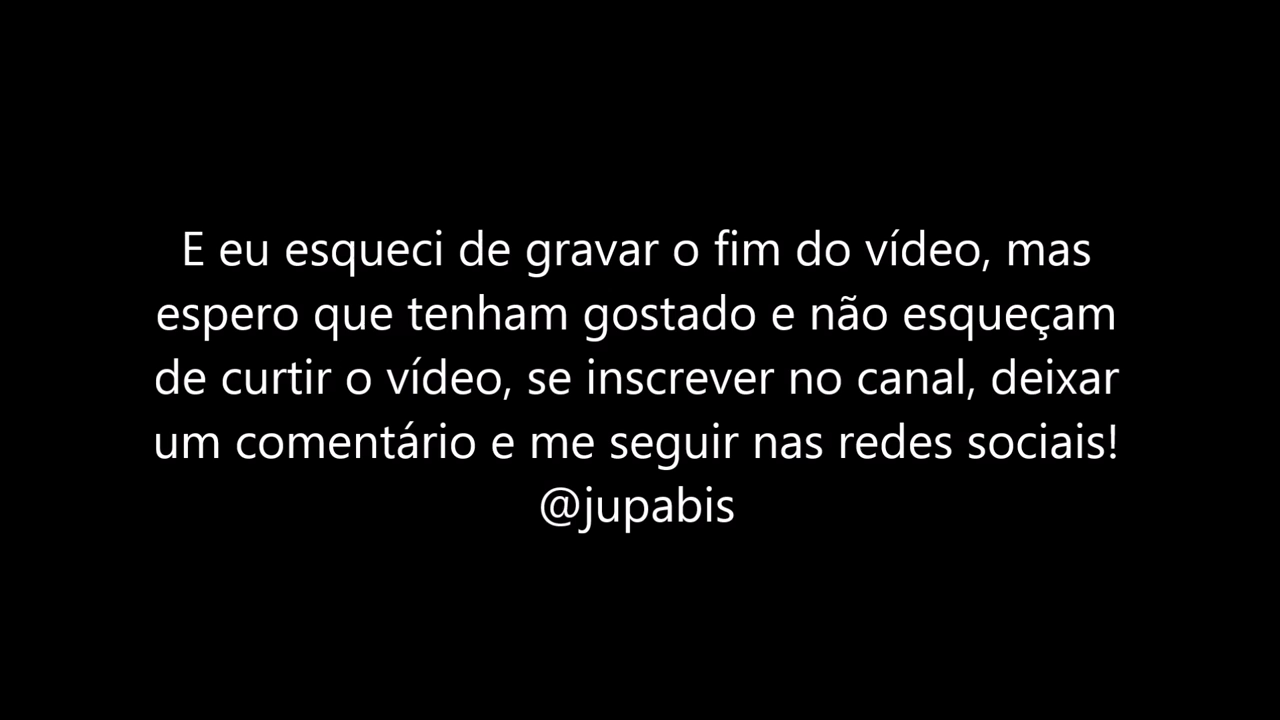 E eu esqueci de gravar o fim do vídeo, mas
espero que tenham gostado e não esqueçam
de curtir o vídeo, se inscrever no canal, deixar
um comentário e me seguir nas redes sociais!
@jupabis